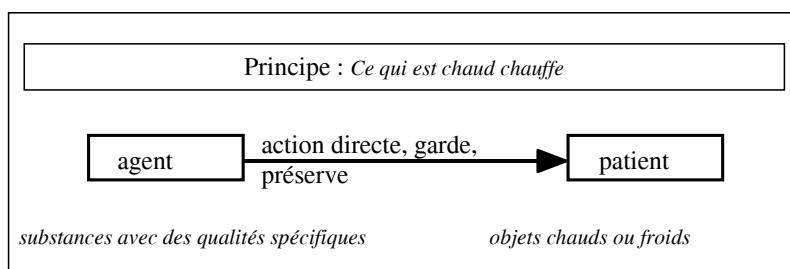 Principe : Ce qui est chaud chauffe
action directe, garde,
agent
patient
préserve
substances avec des qualités spécifiques
objets chauds ou froids